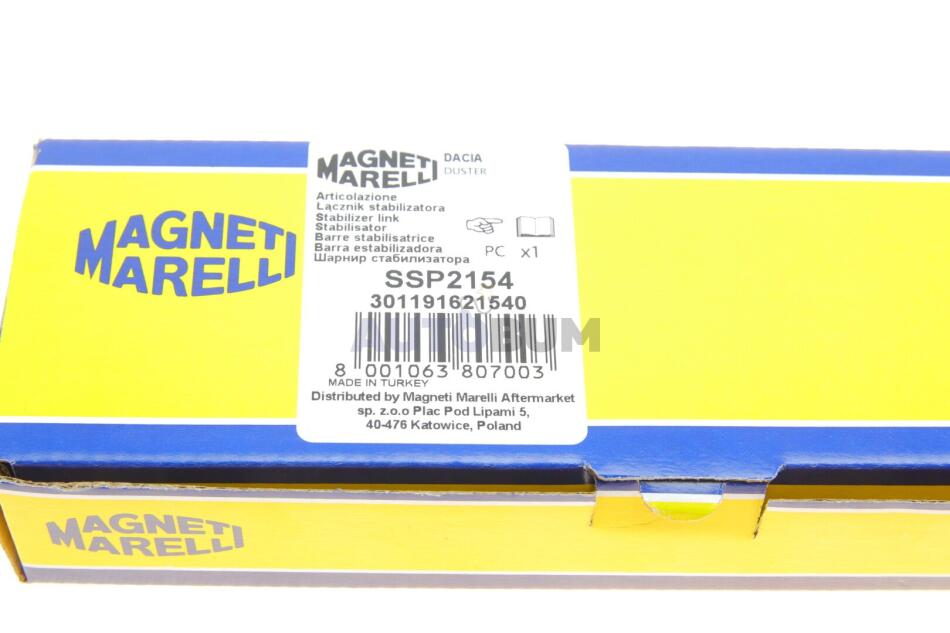 MAGNETI
MARELLI
DACIA
DUSTER
Articolazione
Łącznik stabilizatora
Stabilizer link
Stabilisator
Barre stabilisatrice
Barra estabilizadora
Шарнир стабилизатора
PC x1
SSP2154
301191621540
AUTOBUM
8 001063 807003
MADE IN TURKEY
Distributed by Magneti Marelli Aftermarket
sp. z.o.o Plac Pod Lipami 5,
40-476 Katowice, Poland
MAGNETI
MARELLI
MAGNETI
MARELLI